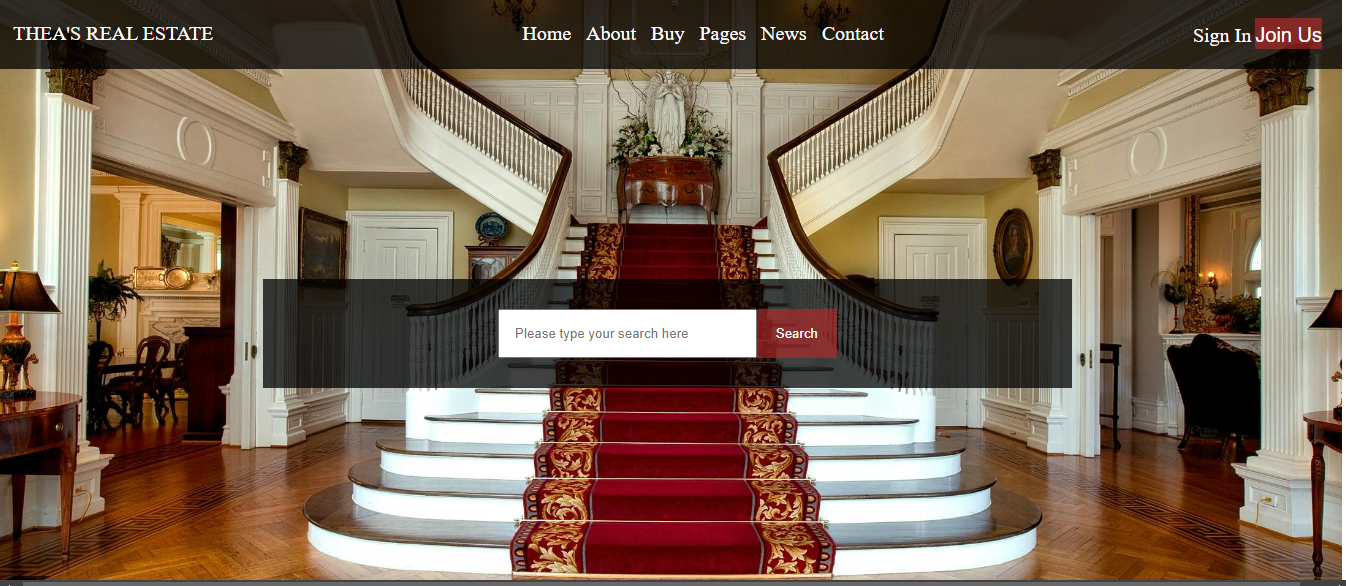 THEA'S REAL ESTATE
Home About Buy Pages News Contact
Sign In Join Us
Please type your search here
Search